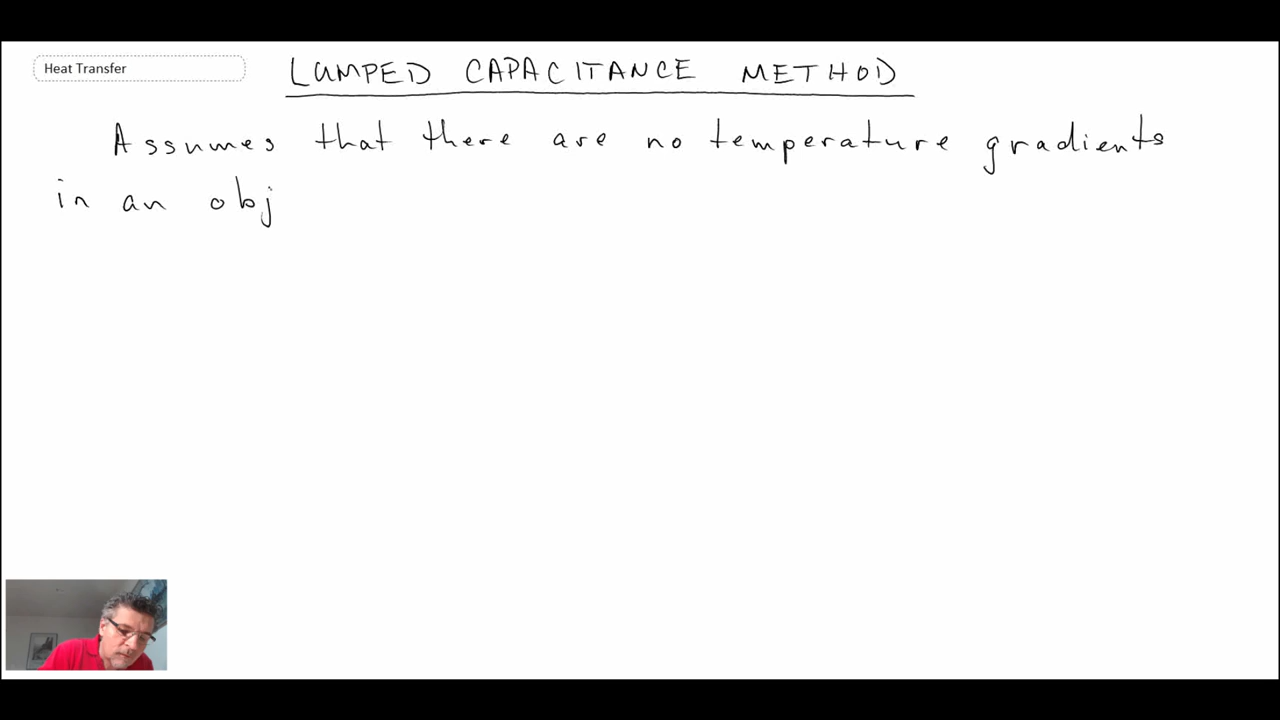 Heat Transfer
LUMPED CAPACITANCE METHOD
Assumes that there are no temperature gradients
in an obj